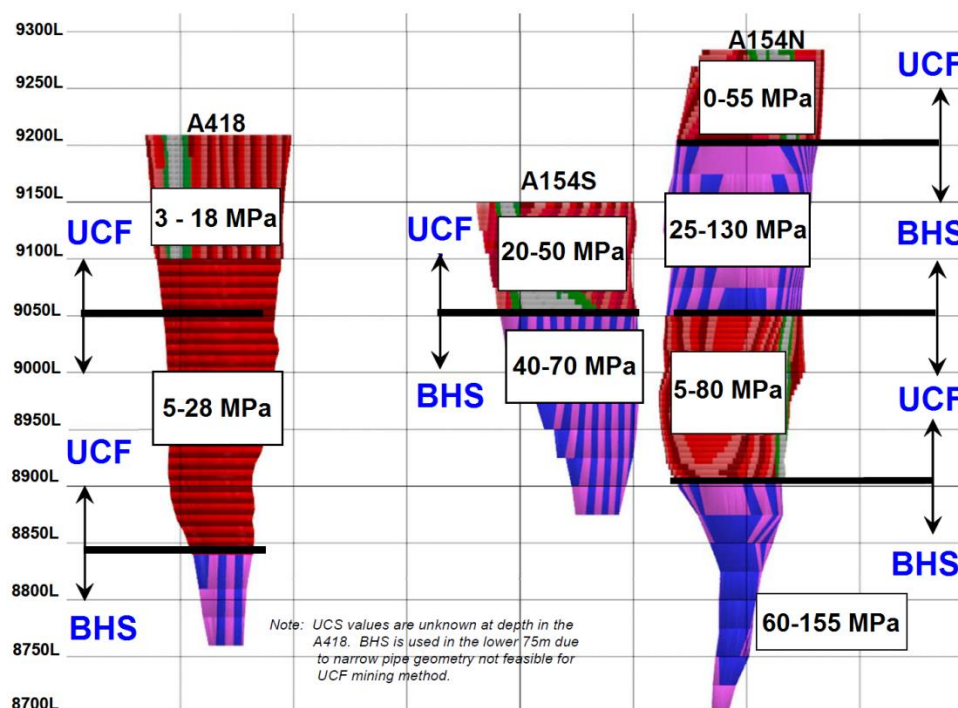 9300L
A154N
UCF
9250L
0-55 MPa
9200L
A418
9150L
A154S
UCF
3 - 18 MPa
UCF
20-50 MPa
25-130 MPa
BHS
9100L
9050L
9000L
BHS
40-70 MPa
5-80 MPa
UCF
8950L
5-28 MPa
UCF
8900L
8850L
BHS
8800L
BHS
Note: UCS values are unknown at depth in the
A418. BHS is used in the lower 75m due
to narrow pipe geometry not feasible for
UCF mining method.
60-155 MPa
8750L
8700L